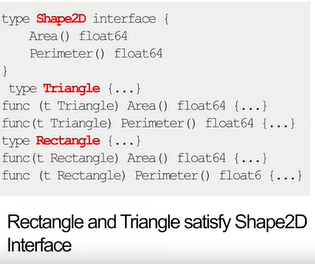 type Shape2D interface {
Area() float64
Perimeter() float64
}
type Triangle {...}
func (t Triangle) Area() float64 {...}
func(t Triangle) Perimeter() float64 {...}
type Rectangle {...}
func(t Rectangle) Area() float64 {...}
func (t Rectangle) Perimeter() float6 {...}
Rectangle and Triangle satisfy Shape2D
Interface